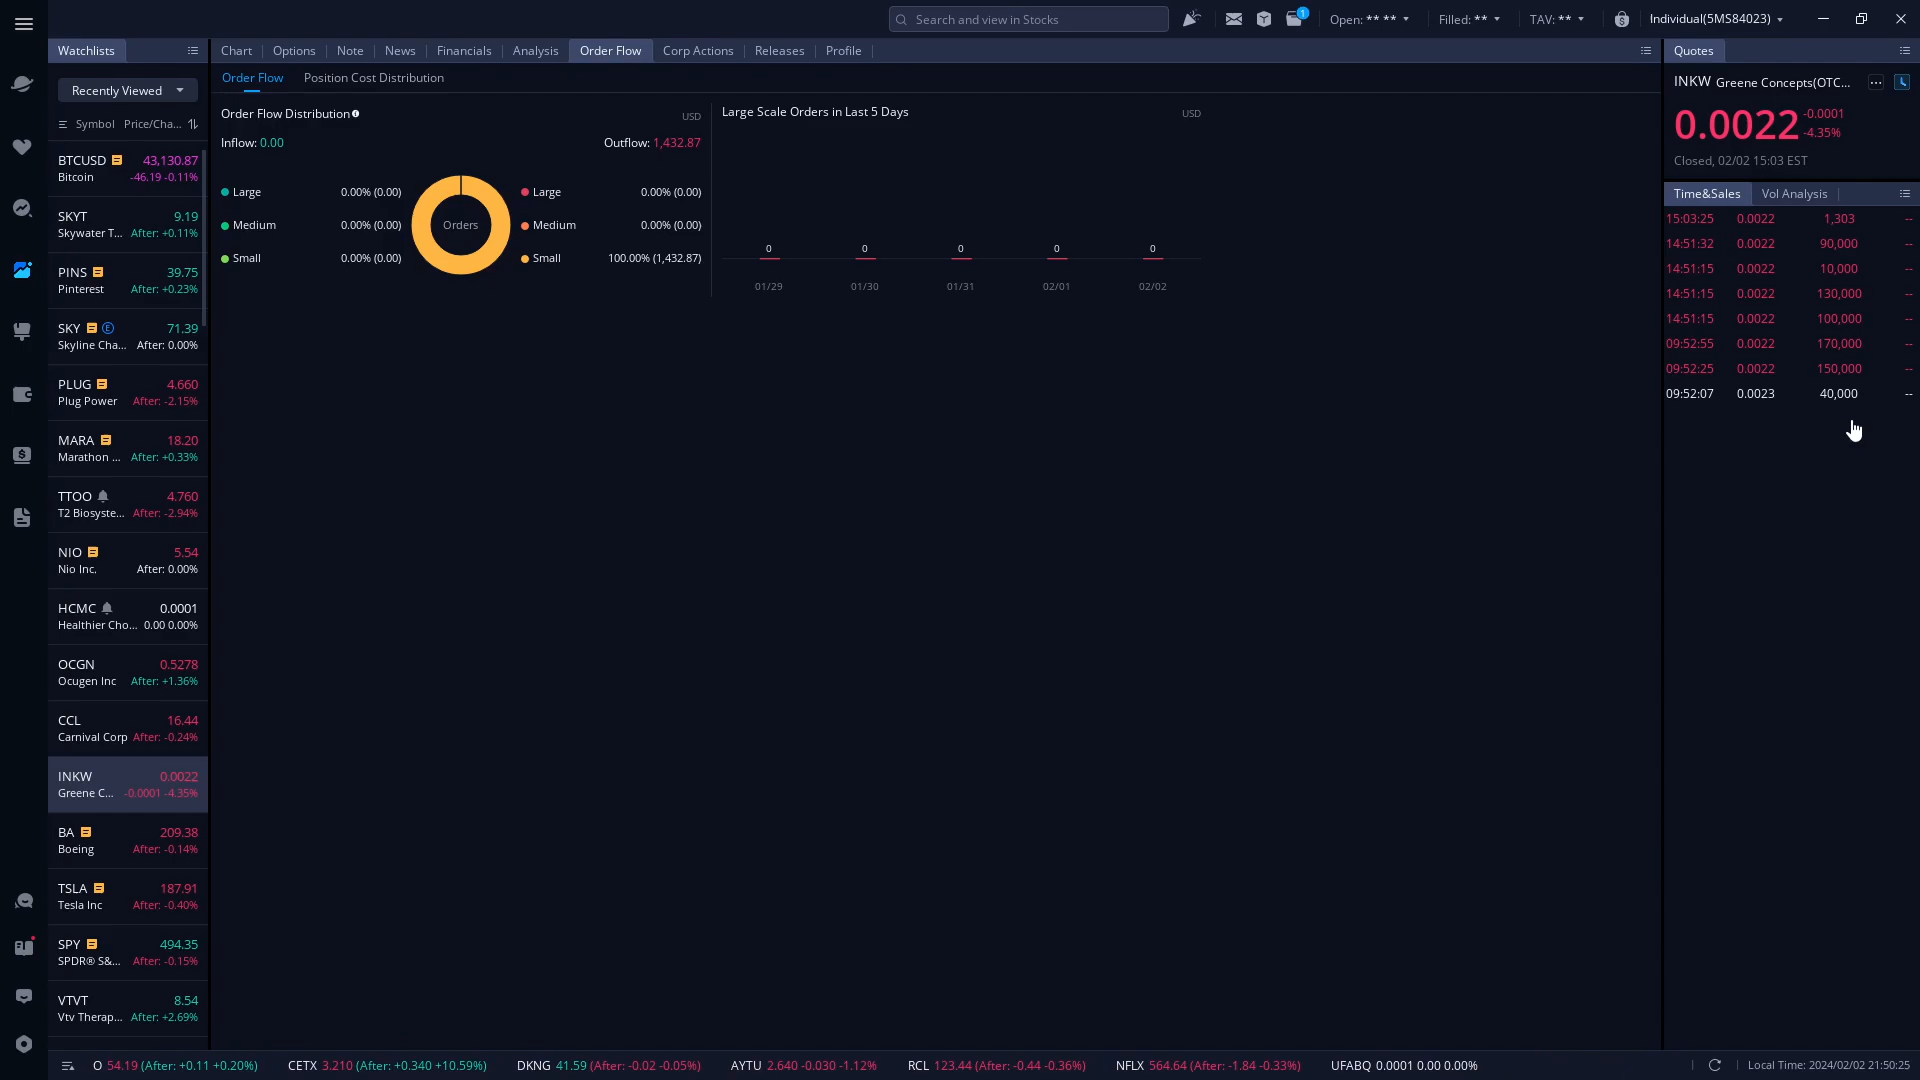 Search and view in Stocks
1
Open: ** **
Filled: **
TAV: **
Individual(5MS84023)
Watchlists
Recently Viewed
Symbol Price/Cha...
BTCUSD 43,130.87
Bitcoin -46.19 -0.11%
SKYT 9.19
Skywater T... After: +0.11%
PINS 39.75
Pinterest After: +0.23%
SKY E 71.39
Skyline Cha... After: 0.00%
PLUG 4.660
Plug Power After: -2.15%
MARA 18.20
Marathon ... After: +0.33%
TTOO 4.760
T2 Biosyste... After: -2.94%
NIO 5.54
Nio Inc. After: 0.00%
HCMC 0.0001
Healthier Cho... 0.00 0.00%
OCGN 0.5278
Ocugen Inc After: +1.36%
CCL 16.44
Carnival Corp After: -0.24%
INKW 0.0022
Greene C... -0.0001 -4.35%
BA 209.38
Boeing After: -0.14%
TSLA 187.91
Tesla Inc After: -0.40%
SPY 494.35
SPDR® S&... After: -0.15%
VTVT 8.54
Vtv Therap... After: +2.69%
Chart Options Note News Financials Analysis Order Flow Corp Actions Releases Profile
Order Flow Position Cost Distribution
Order Flow Distribution
USD
Inflow: 0.00 Outflow: 1,432.87
Large 0.00% (0.00)
Medium 0.00% (0.00)
Small 0.00% (0.00)
Orders
Large 0.00% (0.00)
Medium 0.00% (0.00)
Small 100.00% (1,432.87)
Large Scale Orders in Last 5 Days USD
0 0 0 0 0
01/29 01/30 01/31 02/01 02/02
Quotes
INKW Greene Concepts(OTC... ...
0.0022 -0.0001
-4.35%
Closed, 02/02 15:03 EST
Time&Sales Vol Analysis
15:03:25 0.0022 1,303 --
14:51:32 0.0022 90,000 --
14:51:15 0.0022 10,000 --
14:51:15 0.0022 130,000 --
14:51:15 0.0022 100,000 --
09:52:55 0.0022 170,000 --
09:52:25 0.0022 150,000 --
09:52:07 0.0023 40,000 --
O 54.19 (After: +0.11 +0.20%) CETX 3.210 (After: +0.340 +10.59%) DKNG 41.59 (After: -0.02 -0.05%) AYTU 2.640 -0.030 -1.12% RCL 123.44 (After: -0.44 -0.36%) NFLX 564.64 (After: -1.84 -0.33%) UFABQ 0.0001 0.00 0.00%
Local Time: 2024/02/02 21:50:25